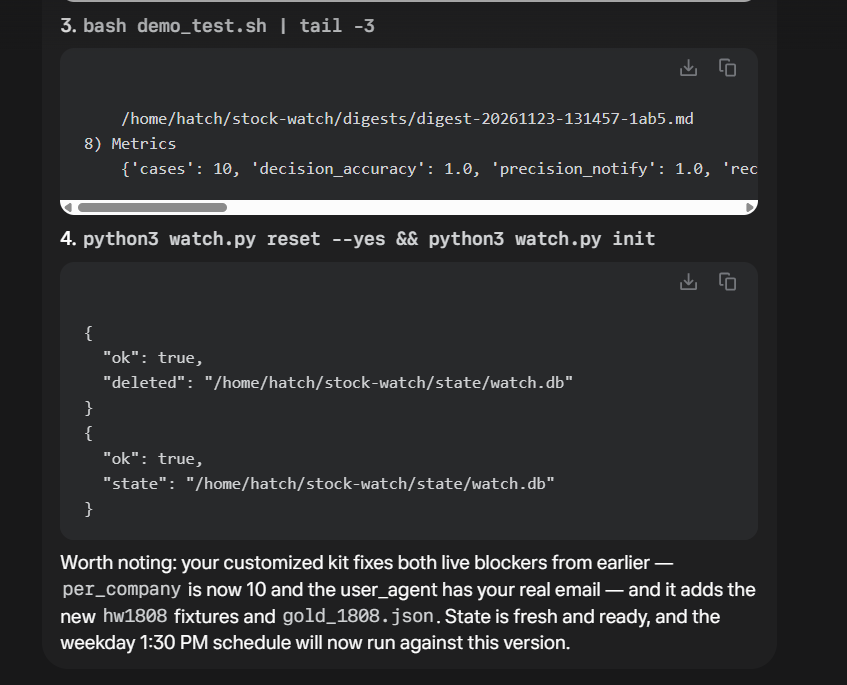 3. bash demo_test.sh | tail -3
/home/hatch/stock-watch/digests/digest-20261123-131457-1ab5.md
8) Metrics
{'cases': 10, 'decision_accuracy': 1.0, 'precision_notify': 1.0, 'rec
4. python3 watch.py reset --yes && python3 watch.py init
{
"ok": true,
"deleted": "/home/hatch/stock-watch/state/watch.db"
}
{
"ok": true,
"state": "/home/hatch/stock-watch/state/watch.db"
}
Worth noting: your customized kit fixes both live blockers from earlier —
per_company is now 10 and the user_agent has your real email — and it adds the
new hw1808 fixtures and gold_1808.json. State is fresh and ready, and the
weekday 1:30 PM schedule will now run against this version.